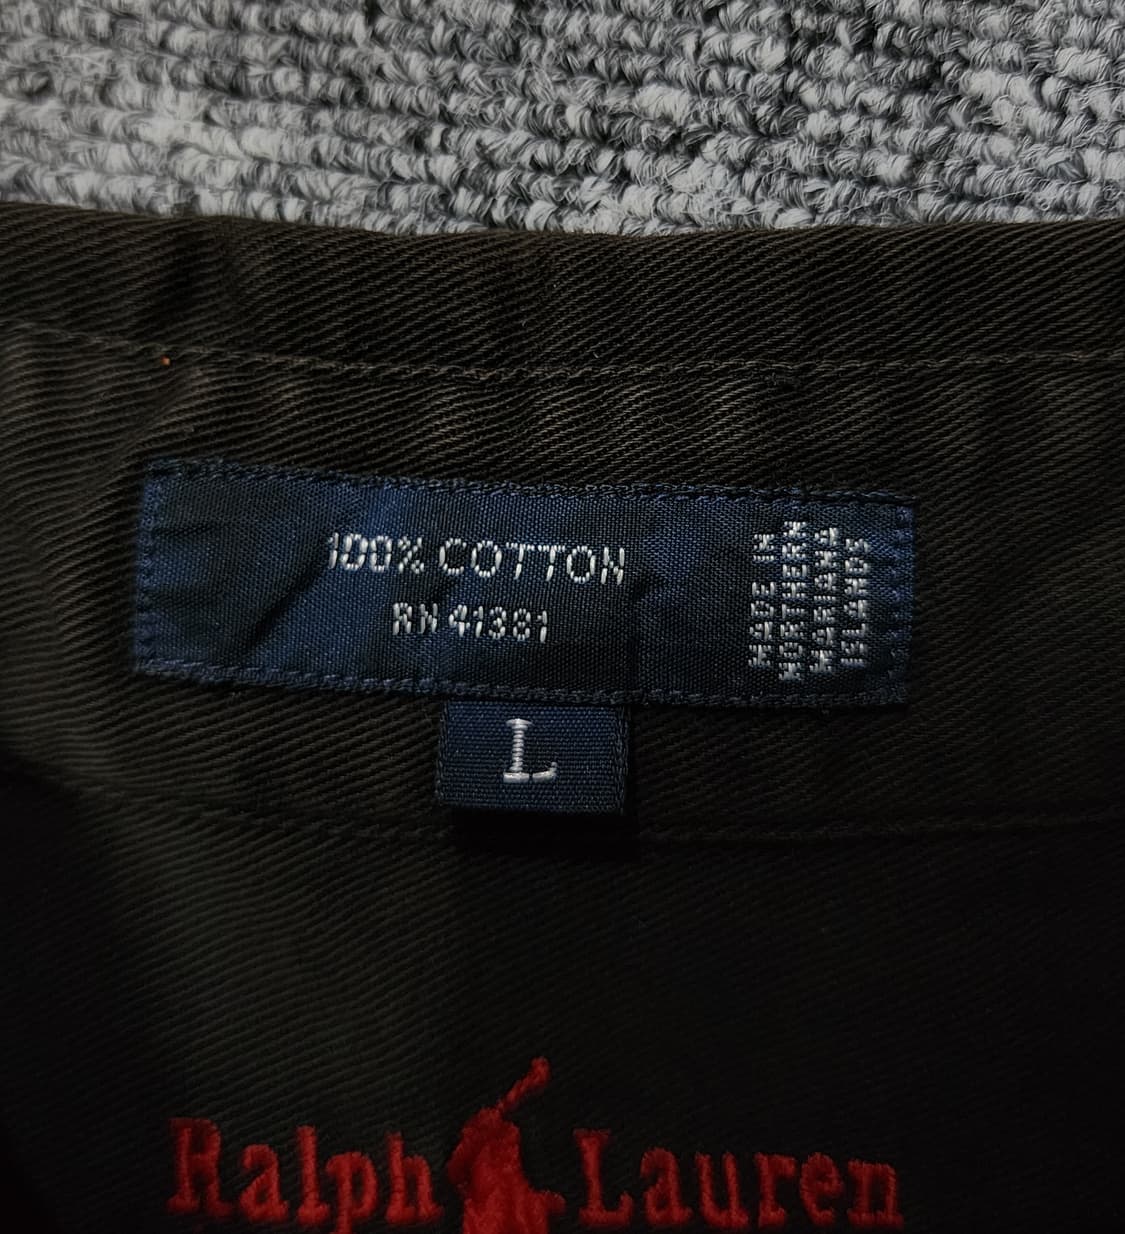 100% COTTON
RN 41381
MADE IN
NORTHERN
MARIANA
ISLANDS
L
Ralph Lauren